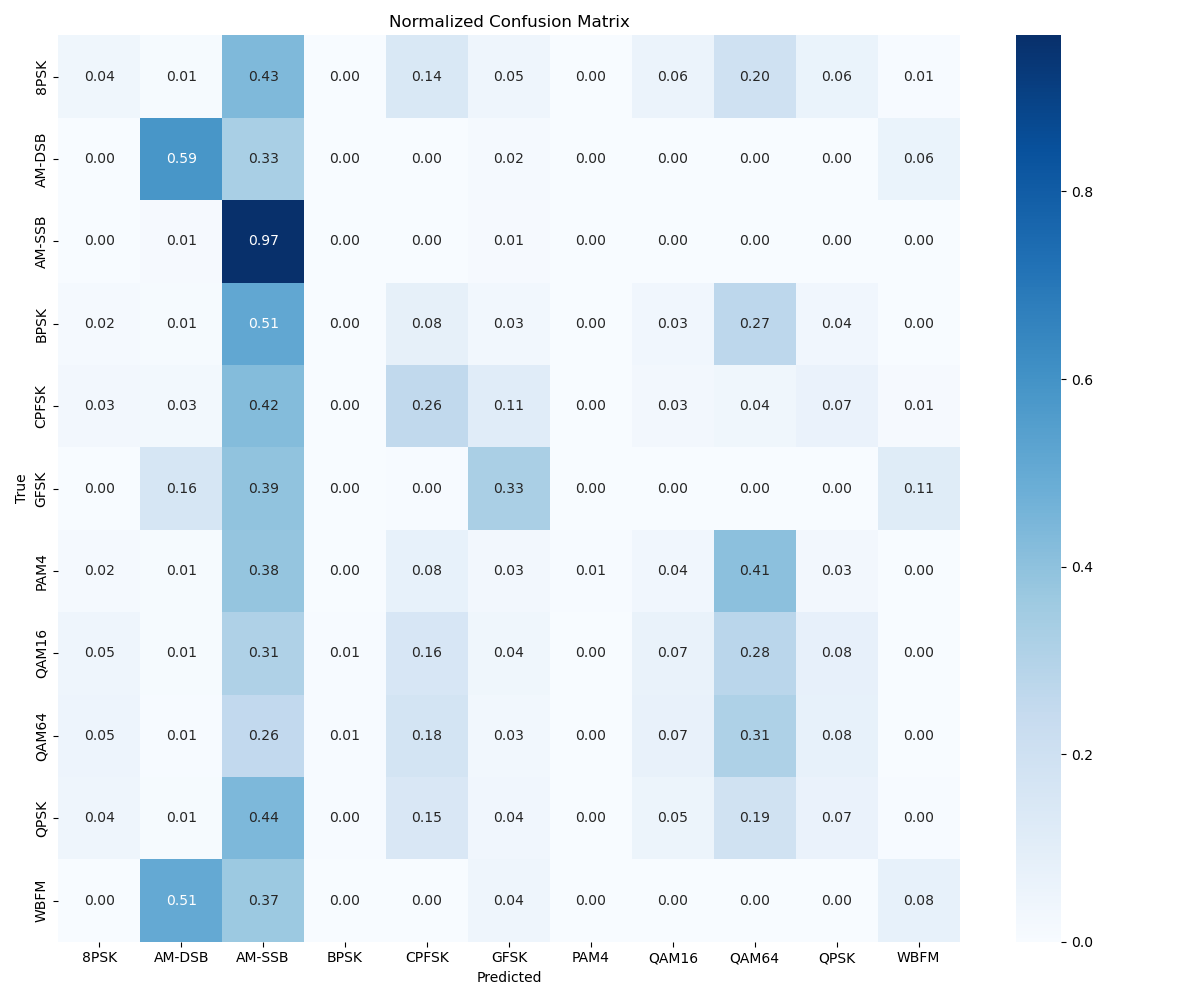 Normalized Confusion Matrix
True
8PSK 0.04 0.01 0.43 0.00 0.14 0.05 0.00 0.06 0.20 0.06 0.01
AM-DSB 0.00 0.59 0.33 0.00 0.00 0.02 0.00 0.00 0.00 0.00 0.06
AM-SSB 0.00 0.01 0.97 0.00 0.00 0.01 0.00 0.00 0.00 0.00 0.00
BPSK 0.02 0.01 0.51 0.00 0.08 0.03 0.00 0.03 0.27 0.04 0.00
CPFSK 0.03 0.03 0.42 0.00 0.26 0.11 0.00 0.03 0.04 0.07 0.01
GFSK 0.00 0.16 0.39 0.00 0.00 0.33 0.00 0.00 0.00 0.00 0.11
PAM4 0.02 0.01 0.38 0.00 0.08 0.03 0.01 0.04 0.41 0.03 0.00
QAM16 0.05 0.01 0.31 0.01 0.16 0.04 0.00 0.07 0.28 0.08 0.00
QAM64 0.05 0.01 0.26 0.01 0.18 0.03 0.00 0.07 0.31 0.08 0.00
QPSK 0.04 0.01 0.44 0.00 0.15 0.04 0.00 0.05 0.19 0.07 0.00
WBFM 0.00 0.51 0.37 0.00 0.00 0.04 0.00 0.00 0.00 0.00 0.08
8PSK AM-DSB AM-SSB BPSK CPFSK GFSK PAM4 QAM16 QAM64 QPSK WBFM
Predicted
0.8
0.6
0.4
0.2
0.0